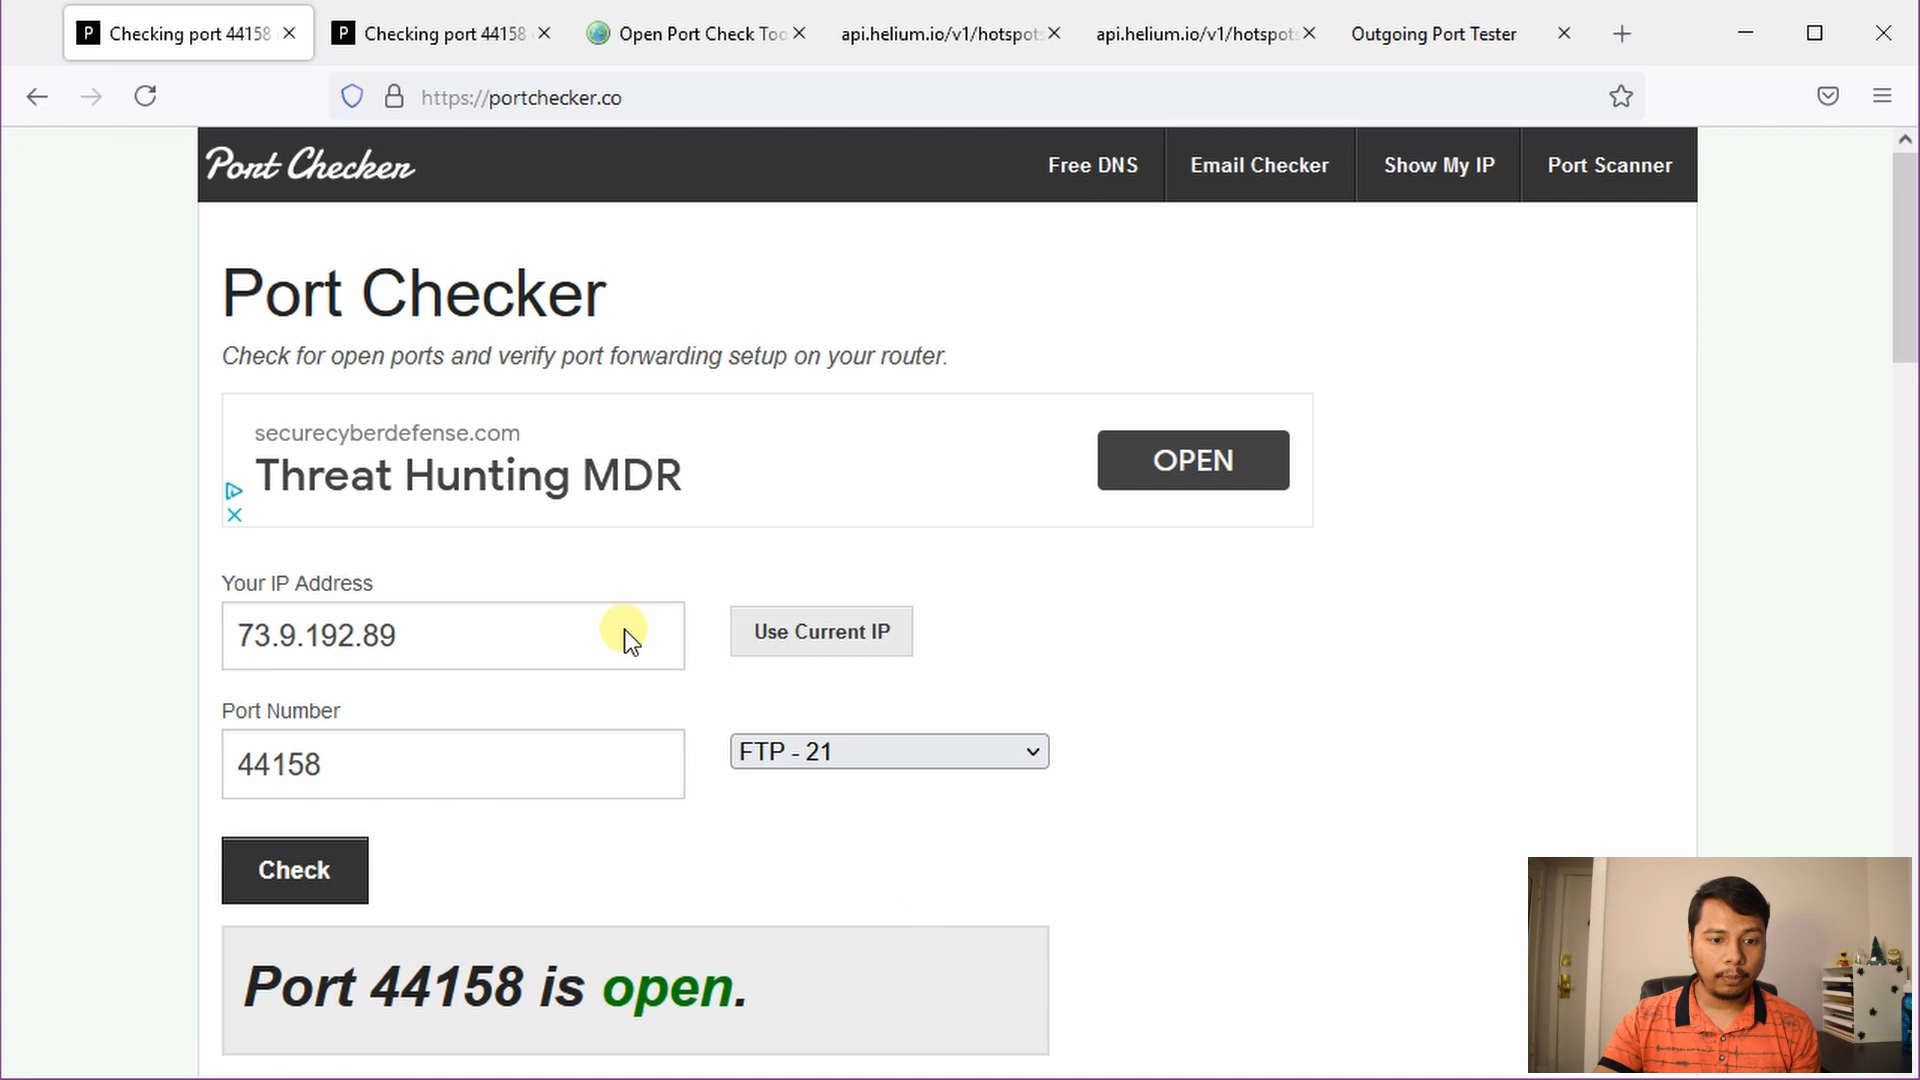 Checking port 44158
Checking port 44158
Open Port Check Too
api.helium.io/v1/hotspots
api.helium.io/v1/hotspots
Outgoing Port Tester
https://portchecker.co
Port Checker
Free DNS
Email Checker
Show My IP
Port Scanner
Port Checker
Check for open ports and verify port forwarding setup on your router.
securecyberdefense.com
Threat Hunting MDR
OPEN
Your IP Address
73.9.192.89
Use Current IP
Port Number
44158
FTP - 21
Check
Port 44158 is open.